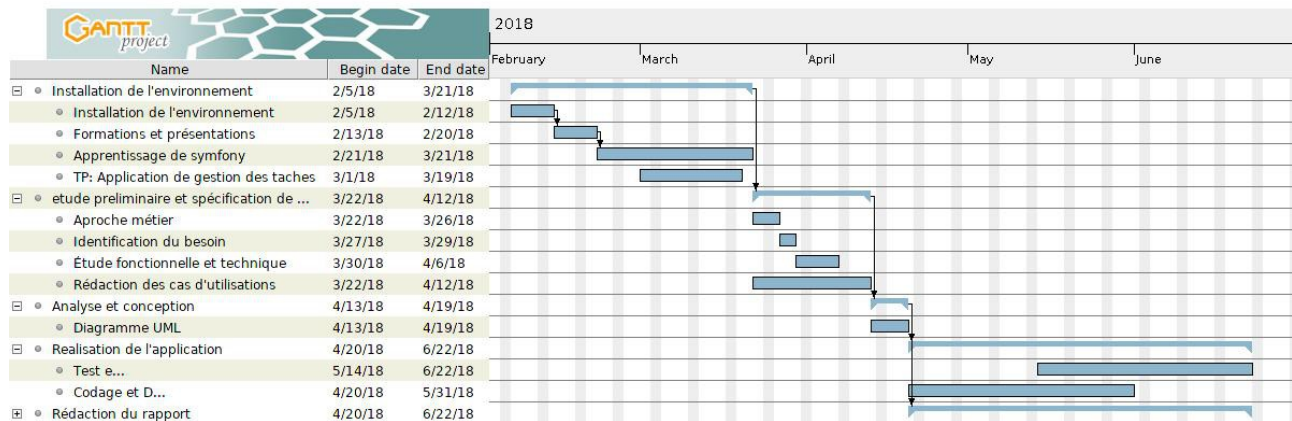 GANTT
project
2018
February March April May June
Name Begin date End date
Installation de l'environnement 2/5/18 3/21/18
Installation de l'environnement 2/5/18 2/12/18
Formations et présentations 2/13/18 2/20/18
Apprentissage de symfony 2/21/18 3/21/18
TP: Application de gestion des taches 3/1/18 3/19/18
etude preliminaire et spécification de ... 3/22/18 4/12/18
Aproche métier 3/22/18 3/26/18
Identification du besoin 3/27/18 3/29/18
Étude fonctionnelle et technique 3/30/18 4/6/18
Rédaction des cas d'utilisations 3/22/18 4/12/18
Analyse et conception 4/13/18 4/19/18
Diagramme UML 4/13/18 4/19/18
Realisation de l'application 4/20/18 6/22/18
Test e... 5/14/18 6/22/18
Codage et D... 4/20/18 5/31/18
Rédaction du rapport 4/20/18 6/22/18